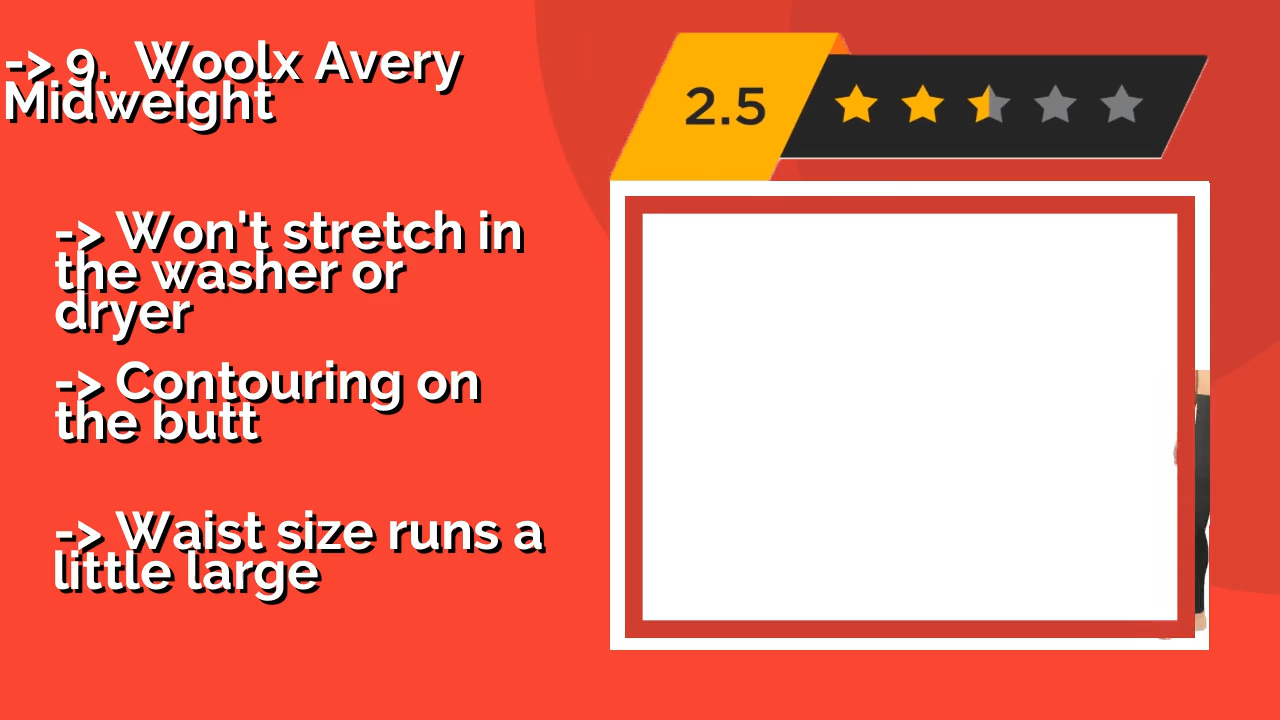 -> 9.  Woolx Avery
Midweight
2.5
-> Won't stretch in
the washer or
dryer
-> Contouring on
the butt
-> Waist size runs a
little large